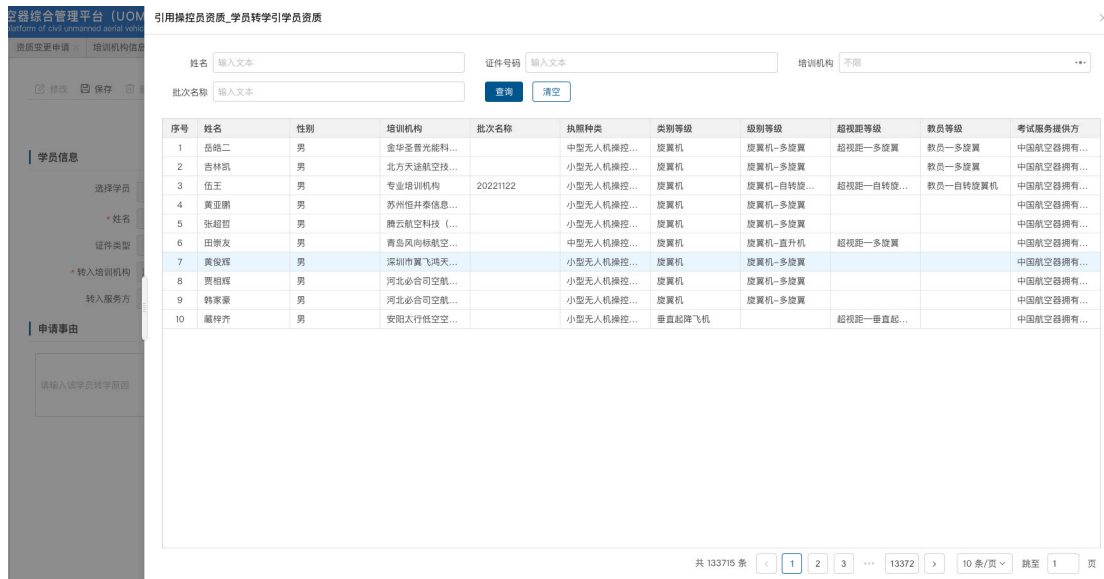 空器综合管理平台（UOM
platform of civil unmanned aerial vehic
引用操控员资质_学员转学引学员资质
资质变更申请 × 培训机构信息
修改 保存
学员信息
选择学员
* 姓名
证件类型
* 转入培训机构
转入服务方
申请事由
请输入该学员转学原因
姓名 输入文本 证件号码 输入文本 培训机构 不限
批次名称 输入文本 查询 清空
序号 姓名 性别 培训机构 批次名称 执照种类 类别等级 级别等级 超视距等级 教员等级 考试服务提供方
1 岳皓二 男 金华圣普光能科... 中型无人机操控... 旋翼机 旋翼机-多旋翼 超视距—多旋翼 教员—多旋翼 中国航空器拥有...
2 吉林凯 男 北方天途航空技... 小型无人机操控... 旋翼机 旋翼机-多旋翼 教员—多旋翼 中国航空器拥有...
3 伍王 男 专业培训机构 20221122 小型无人机操控... 旋翼机 旋翼机-自转旋... 超视距—自转旋... 教员—自转旋翼机 中国航空器拥有...
4 黄亚鹏 男 苏州恒井泰信息... 小型无人机操控... 旋翼机 旋翼机-多旋翼 中国航空器拥有...
5 张超哲 男 腾云航空科技（... 小型无人机操控... 旋翼机 旋翼机-多旋翼 中国航空器拥有...
6 田崇友 男 青岛风向标航空... 中型无人机操控... 旋翼机 旋翼机-直升机 超视距—多旋翼 中国航空器拥有...
7 黄俊辉 男 深圳市翼飞鸿天... 小型无人机操控... 旋翼机 旋翼机-多旋翼 中国航空器拥有...
8 贾相辉 男 河北必合司空航... 小型无人机操控... 旋翼机 旋翼机-多旋翼 中国航空器拥有...
9 韩家豪 男 河北必合司空航... 小型无人机操控... 旋翼机 旋翼机-多旋翼 中国航空器拥有...
10 藏梓齐 男 安阳太行低空空... 小型无人机操控... 垂直起降飞机 超视距—垂直起... 中国航空器拥有...
共 133715 条 < 1 2 3 ••• 13372 > 10 条/页 跳至 1 页